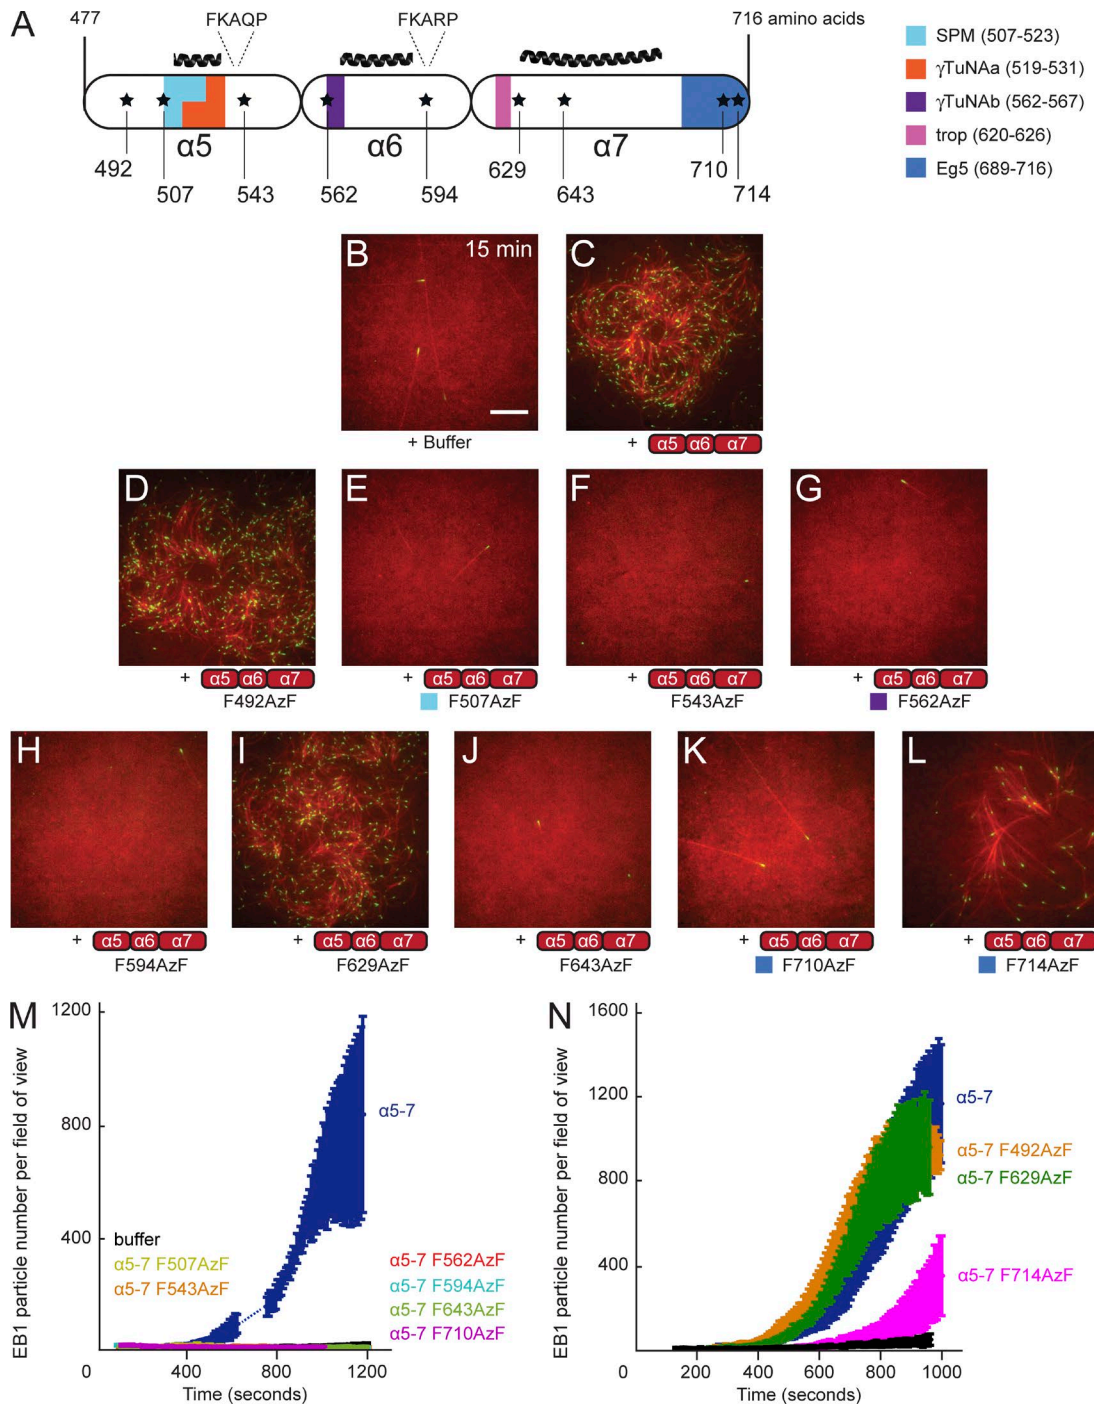 A
477
FKAQP
FKARP
716 amino acids
SPM (507-523)
γTuNAa (519-531)
γTuNAb (562-567)
trop (620-626)
Eg5 (689-716)
α5
α6
α7
492
507
543
562
594
629
643
710
714
B
15 min
+ Buffer
C
+ α5 α6 α7
D
+ α5 α6 α7
F492AzF
E
+ α5 α6 α7
F507AzF
F
+ α5 α6 α7
F543AzF
G
+ α5 α6 α7
F562AzF
H
+ α5 α6 α7
F594AzF
I
+ α5 α6 α7
F629AzF
J
+ α5 α6 α7
F643AzF
K
+ α5 α6 α7
F710AzF
L
+ α5 α6 α7
F714AzF
M
EB1 particle number per field of view
1200
800
400
0
400
800
1200
Time (seconds)
α5-7
buffer
α5-7 F507AzF
α5-7 F543AzF
α5-7 F562AzF
α5-7 F594AzF
α5-7 F643AzF
α5-7 F710AzF
N
EB1 particle number per field of view
1600
1200
800
400
0
200
400
600
800
1000
Time (seconds)
α5-7
α5-7 F492AzF
α5-7 F629AzF
α5-7 F714AzF